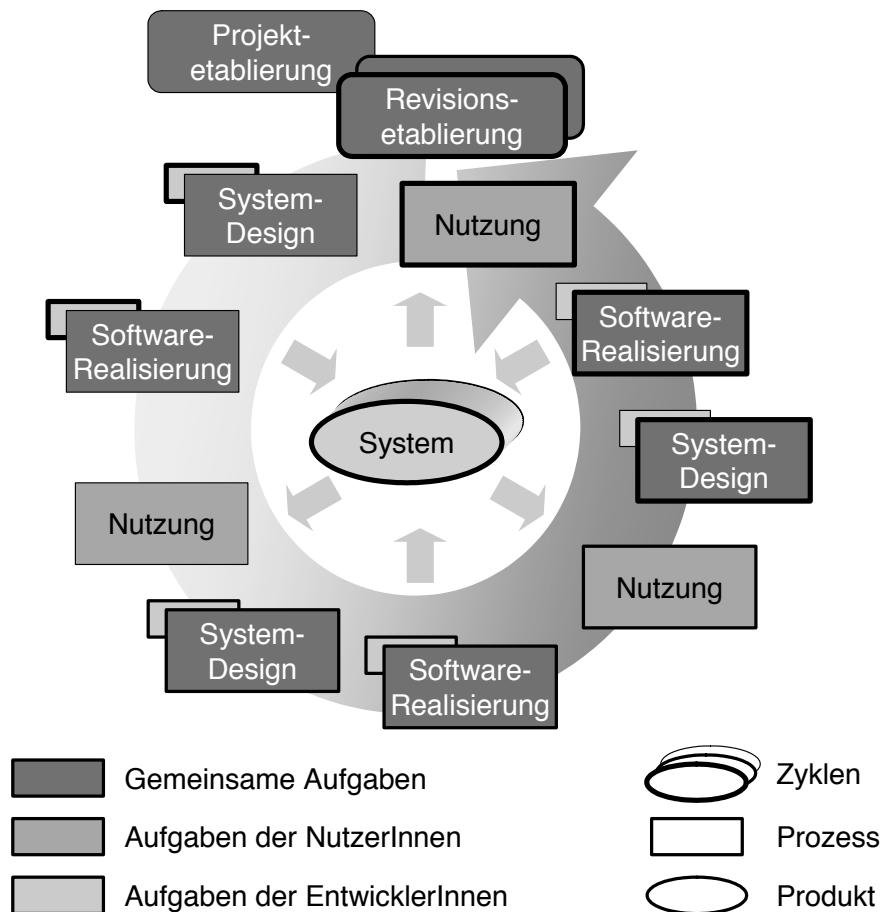 Projekt-
etablierung
Revisions-
etablierung
System-
Design
Nutzung
Software-
Realisierung
Software-
Realisierung
System
System-
Design
Nutzung
Nutzung
System-
Design
Software-
Realisierung
Gemeinsame Aufgaben
Zyklen
Aufgaben der NutzerInnen
Prozess
Aufgaben der EntwicklerInnen
Produkt